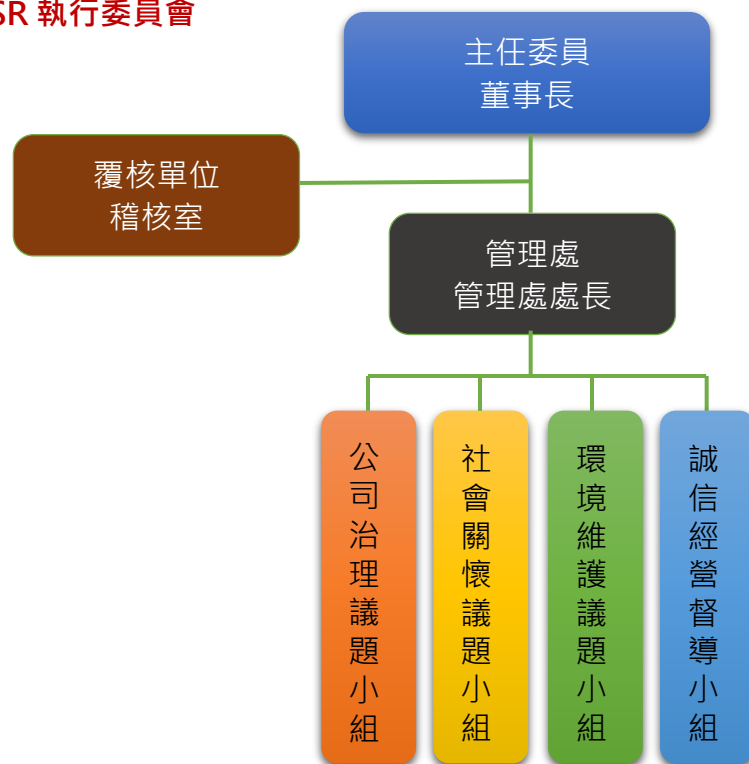 SR 執行委員會
主任委員
董事長
覆核單位
稽核室
管理處
管理處處長
公司治理議題小組
社會關懷議題小組
環境維護議題小組
誠信經營督導小組